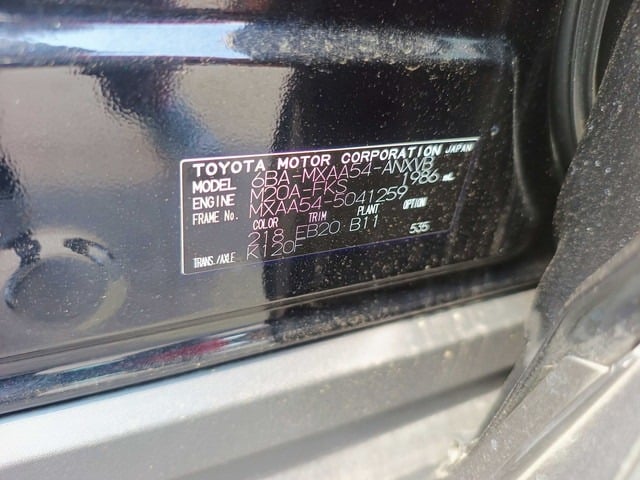 TOYOTA MOTOR CORPORATION JAPAN
MODEL 6BA-MXAA54-ANXVB
ENGINE M20A-FKS 1986 mL
FRAME No. MXAA54-5041259
COLOR TRIM PLANT OPTION
218 EB20 B11 535
TRANS./AXLE K120F